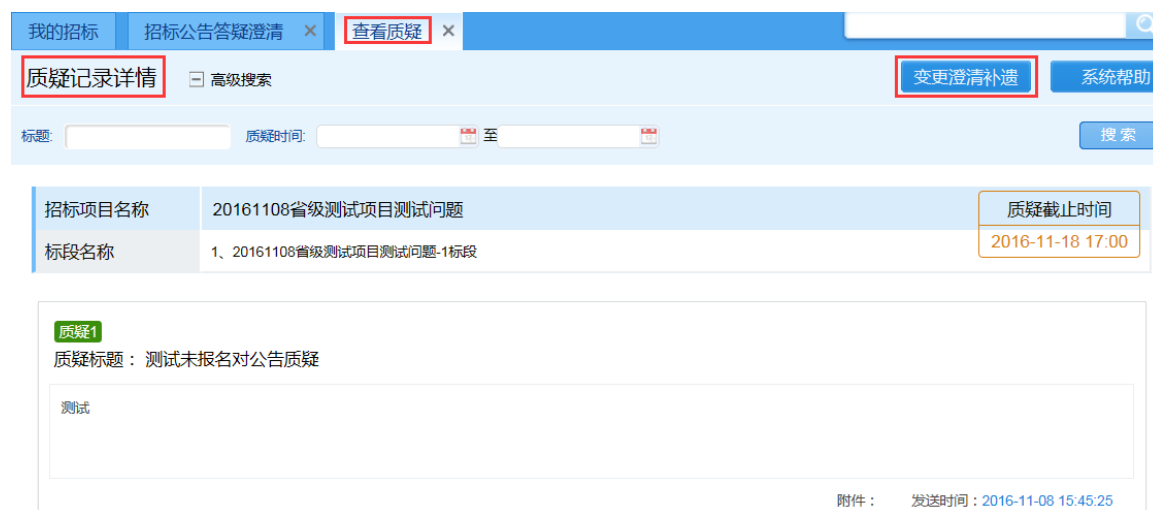 我的招标 招标公告答疑澄清 × 查看质疑 ×
质疑记录详情 高级搜索 变更澄清补遗 系统帮助
标题: 质疑时间: 至 搜索
招标项目名称 20161108省级测试项目测试问题 质疑截止时间
标段名称 1、20161108省级测试项目测试问题-1标段 2016-11-18 17:00
质疑1
质疑标题： 测试未报名对公告质疑
测试
附件： 发送时间：2016-11-08 15:45:25